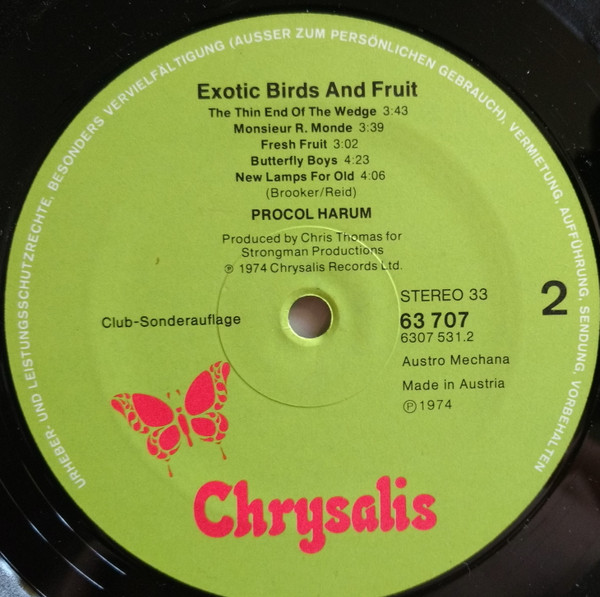 URHEBER- UND LEISTUNGSSCHUTZRECHTE, BESONDERS VERVIELFÄLTIGUNG (AUSSER ZUM PERSÖNLICHEN GEBRAUCH), VERMIETUNG, AUFFÜHRUNG, SENDUNG, VORBEHALTEN
Exotic Birds And Fruit
The Thin End Of The Wedge 3:43
Monsieur R. Monde 3:39
Fresh Fruit 3:02
Butterfly Boys 4:23
New Lamps For Old 4:06
(Brooker/Reid)
PROCOL HARUM
Produced by Chris Thomas for
Strongman Productions
℗ 1974 Chrysalis Records Ltd.
Club-Sonderauflage
STEREO 33
2
63 707
6307 531.2
Austro Mechana
Made in Austria
℗ 1974
Chrysalis